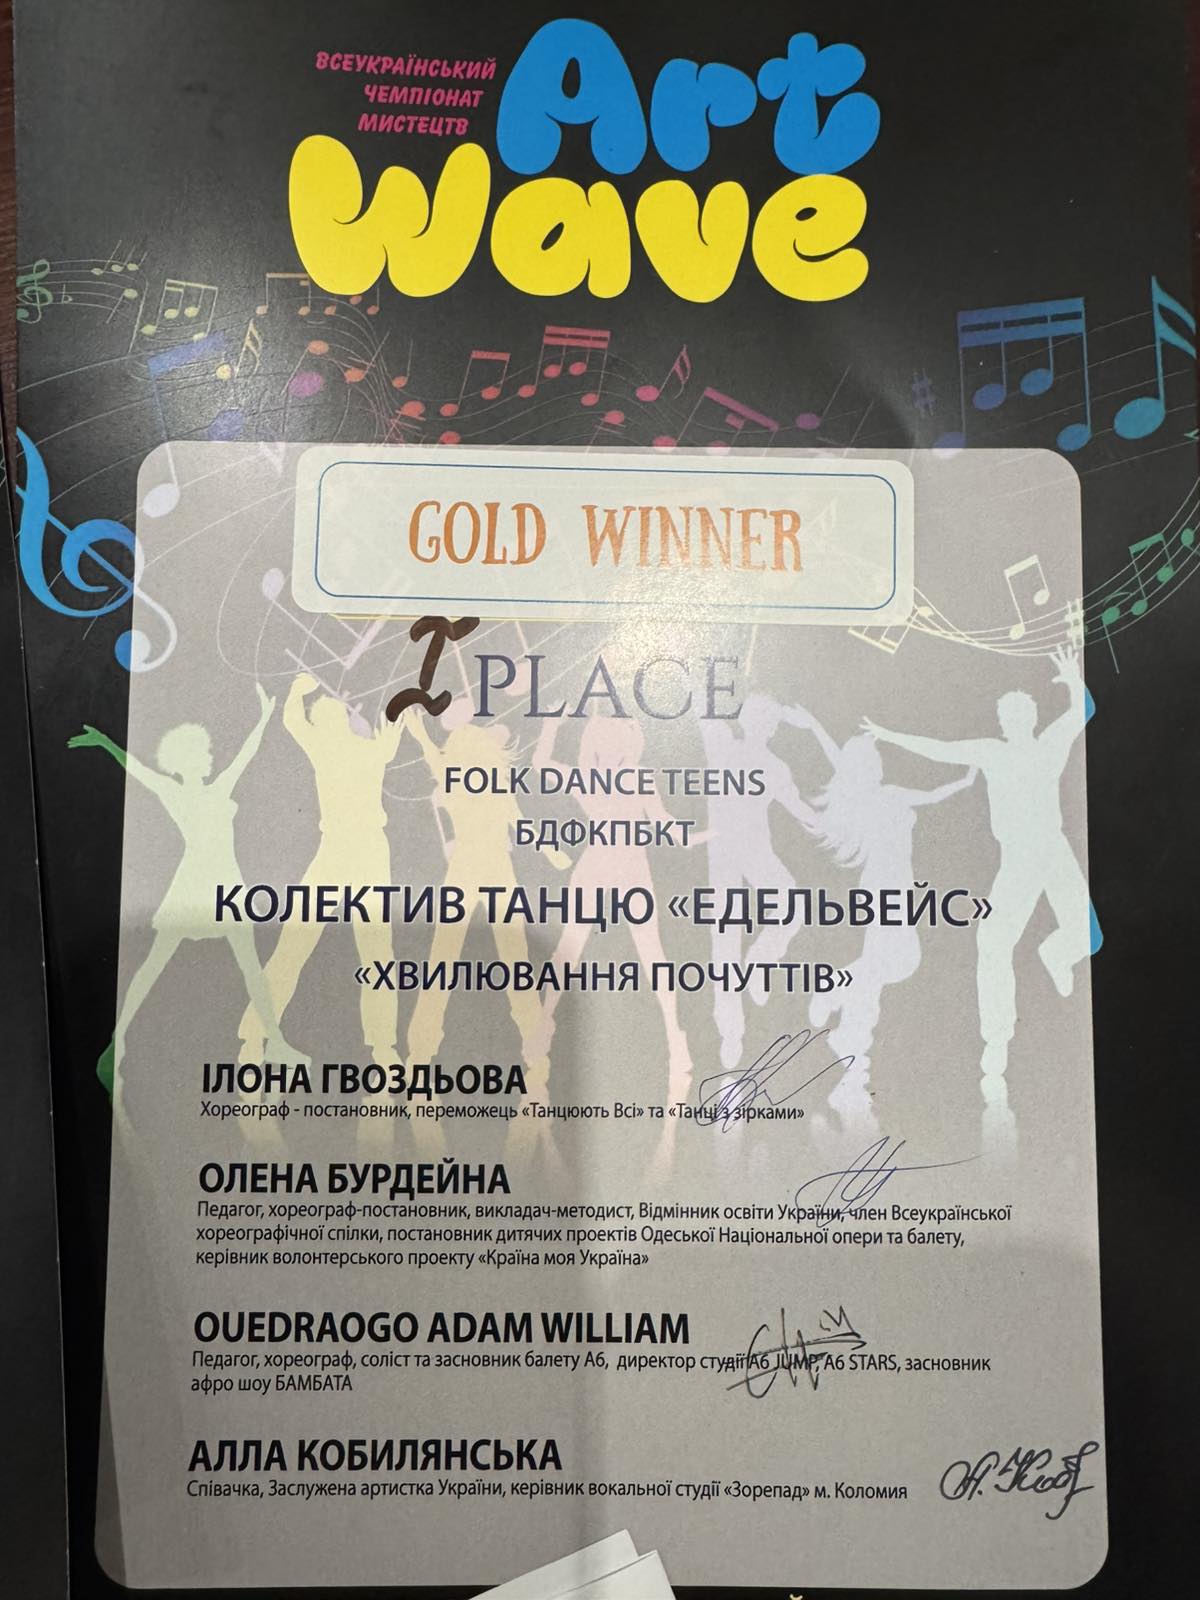 ВСЕУКРАЇНСЬКИЙ
ЧЕМПІОНАТ
МИСТЕЦТВ
Art
Wave
GOLD WINNER
I PLACE
FOLK DANCE TEENS
БДФКПБКТ
КОЛЕКТИВ ТАНЦЮ «ЕДЕЛЬВЕЙС»
«ХВИЛЮВАННЯ ПОЧУТТІВ»
ІЛОНА ГВОЗДЬОВА
Хореограф - постановник, переможець «Танцюють Всі» та «Танці з зірками»
ОЛЕНА БУРДЕЙНА
Педагог, хореограф-постановник, викладач-методист, Відмінник освіти України, член Всеукраїнської
хореографічної спілки, постановник дитячих проектів Одеської Національної опери та балету,
керівник волонтерського проекту «Країна моя Україна»
OUEDRAOGO ADAM WILLIAM
Педагог, хореограф, соліст та засновник балету А6, директор студії А6 JUMP, A6 STARS, засновник
афро шоу БАМБАТА
АЛЛА КОБИЛЯНСЬКА
Співачка, Заслужена артистка України, керівник вокальної студії «Зорепад» м. Коломия